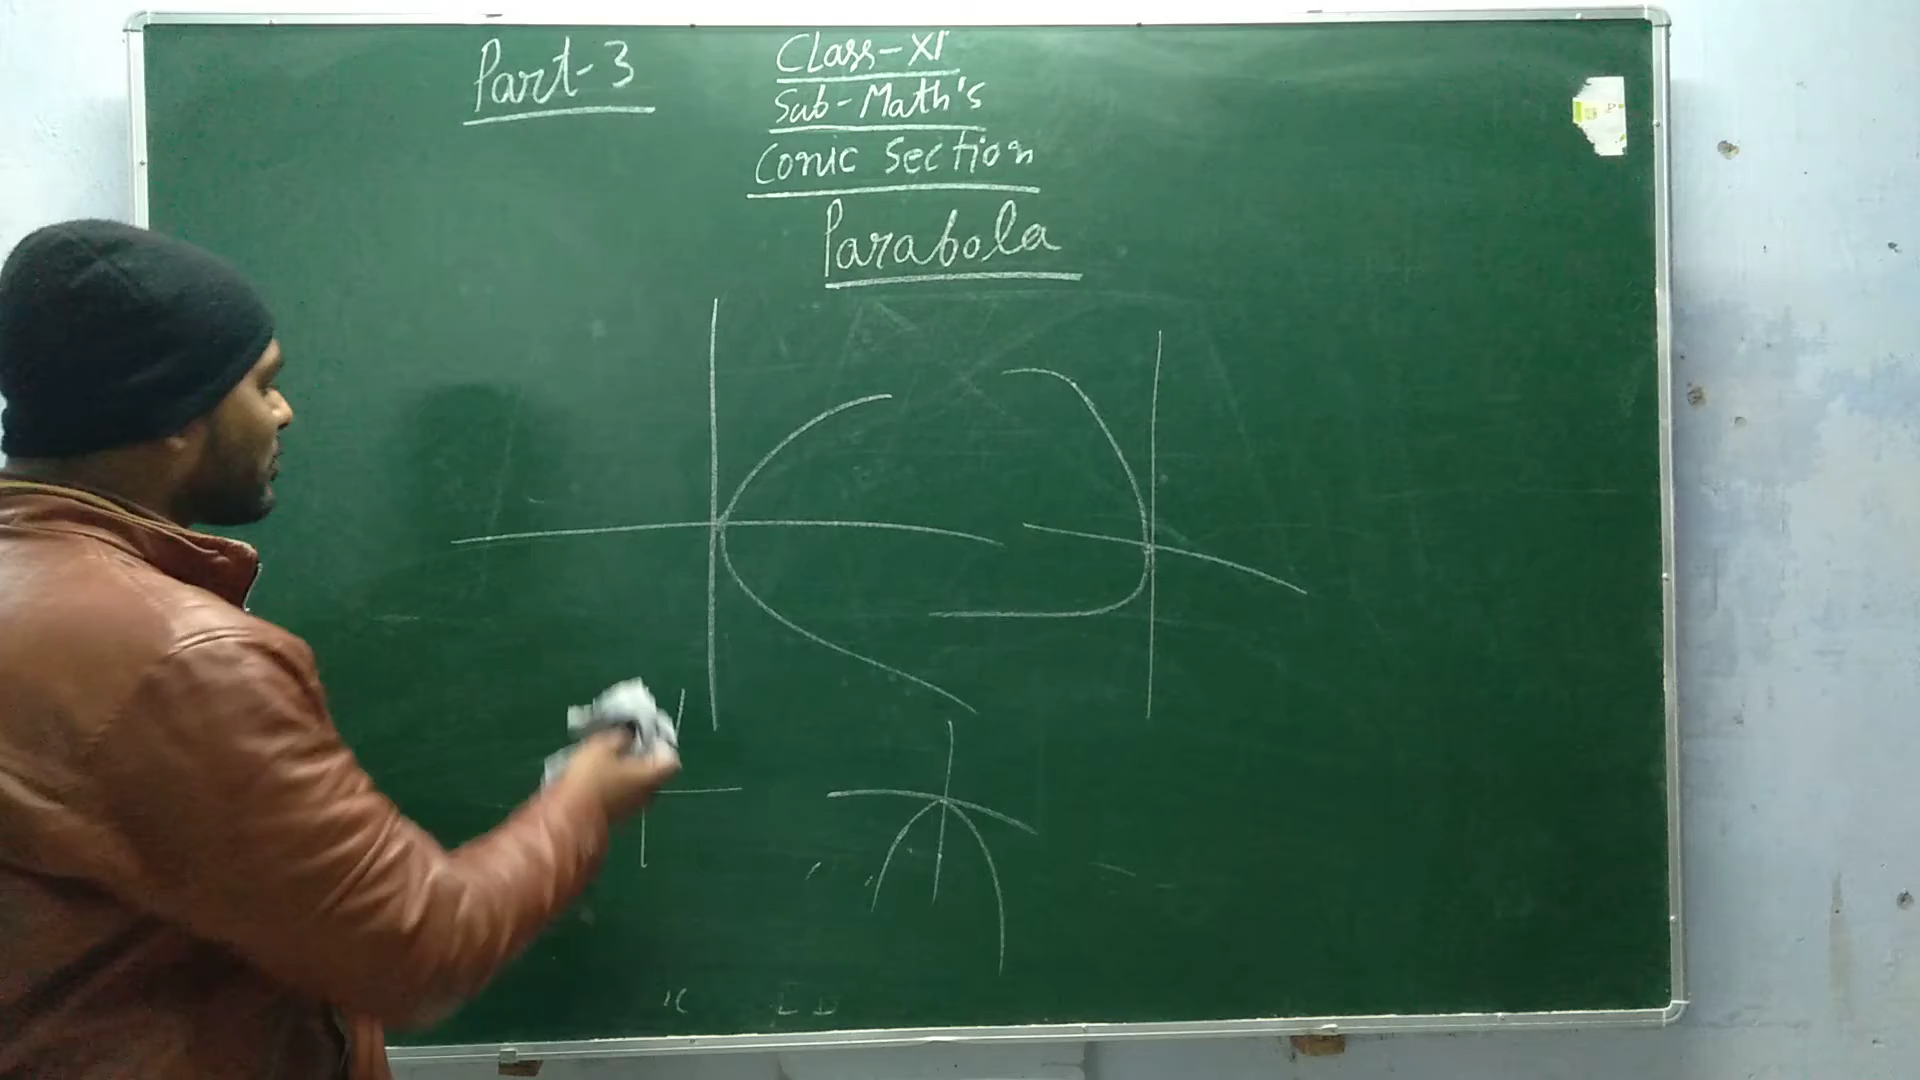 Part-3
Class-XI
Sub-Math's
Conic Section
Parabola